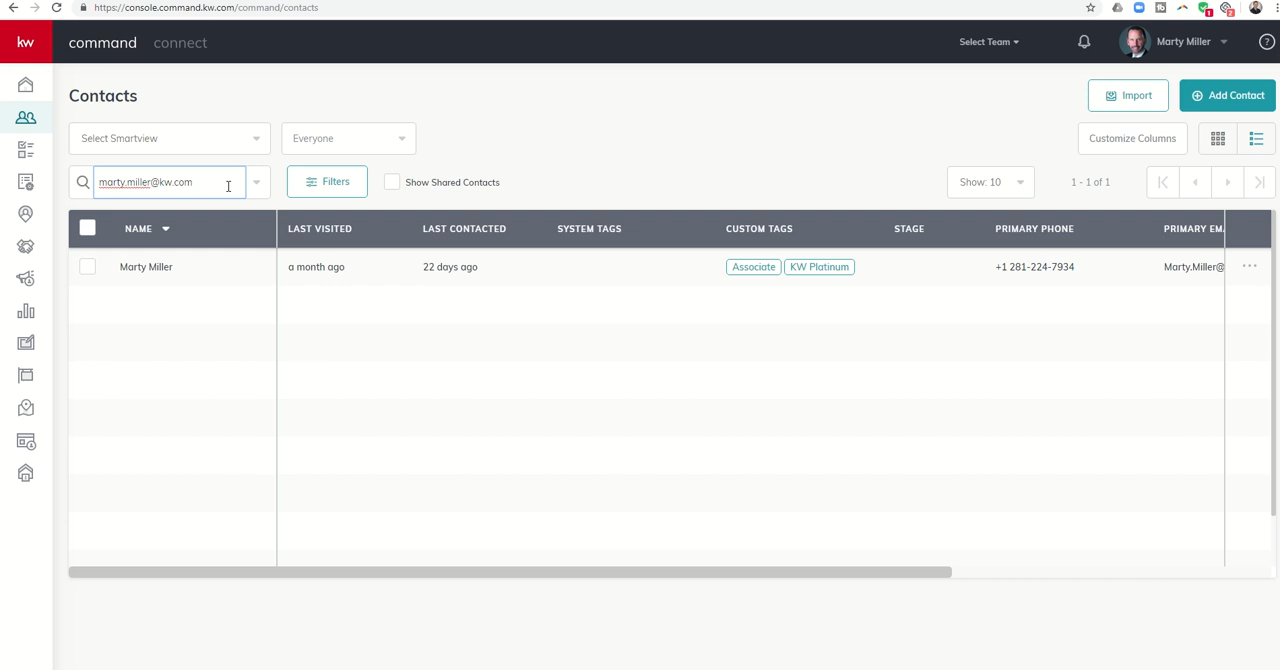 https://console.command.kw.com/command/contacts
1
2
kw command connect Select Team Marty Miller ?
Contacts Import Add Contact
Select Smartview Everyone Customize Columns
marty.miller@kw.com Filters Show Shared Contacts Show: 10 1 - 1 of 1
NAME LAST VISITED LAST CONTACTED SYSTEM TAGS CUSTOM TAGS STAGE PRIMARY PHONE PRIMARY EM
Marty Miller a month ago 22 days ago Associate KW Platinum +1 281-224-7934 Marty.Miller@